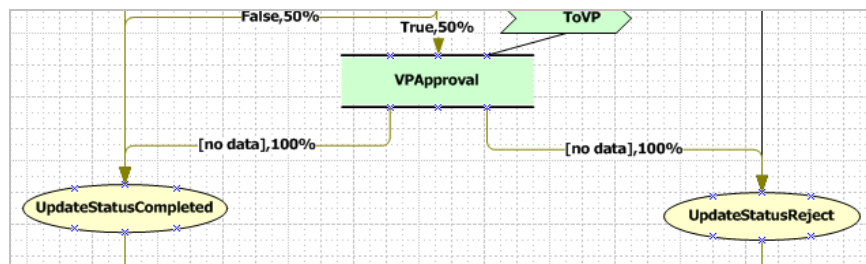 False,50%
ToVP
True,50%
VPApproval
[no data],100%
[no data],100%
UpdateStatusCompleted
UpdateStatusReject